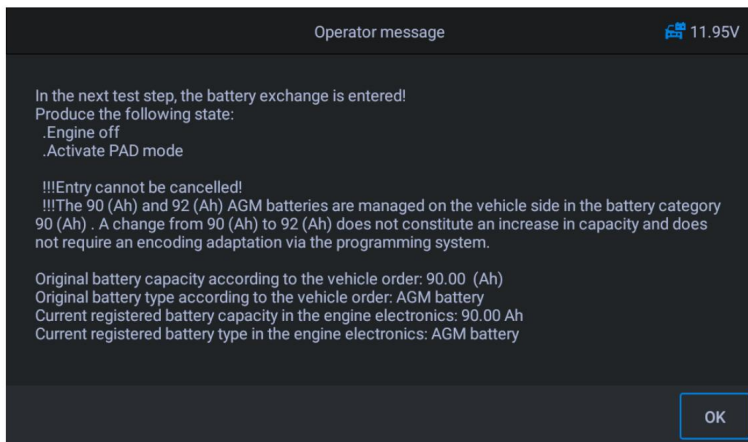 Operator message
11.95V
In the next test step, the battery exchange is entered!
Produce the following state:
.Engine off
.Activate PAD mode
!!!Entry cannot be cancelled!
!!!The 90 (Ah) and 92 (Ah) AGM batteries are managed on the vehicle side in the battery category
90 (Ah) . A change from 90 (Ah) to 92 (Ah) does not constitute an increase in capacity and does
not require an encoding adaptation via the programming system.
Original battery capacity according to the vehicle order: 90.00 (Ah)
Original battery type according to the vehicle order: AGM battery
Current registered battery capacity in the engine electronics: 90.00 Ah
Current registered battery type in the engine electronics: AGM battery
OK